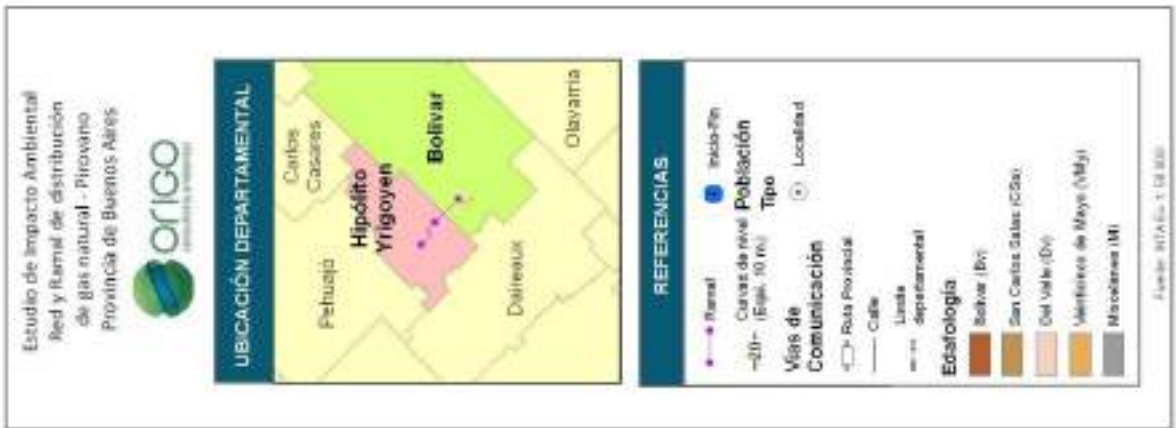 Estudio de Impacto Ambiental
Red y Ramal de distribución
de gas natural - Pirovano
Provincia de Buenos Aires
origo
UBICACIÓN DEPARTAMENTAL
Carlos
Casares
Pehuajó
Hipólito
Yrigoyen
Bolívar
Daireaux
Olavarría
REFERENCIAS
Ramal
Inicio-Fin
Curvas de nivel
(Equi. 10 m.)
Población
Tipo
Localidad
Vías de
Comunicación
Ruta Provincial
Calle
Límite
departamental
Edafología
Bolívar (Bv)
San Carlos Salas (CSa)
Del Valle (Dv)
Veinticinco de Mayo (VMy)
Miscelánea (Mi)